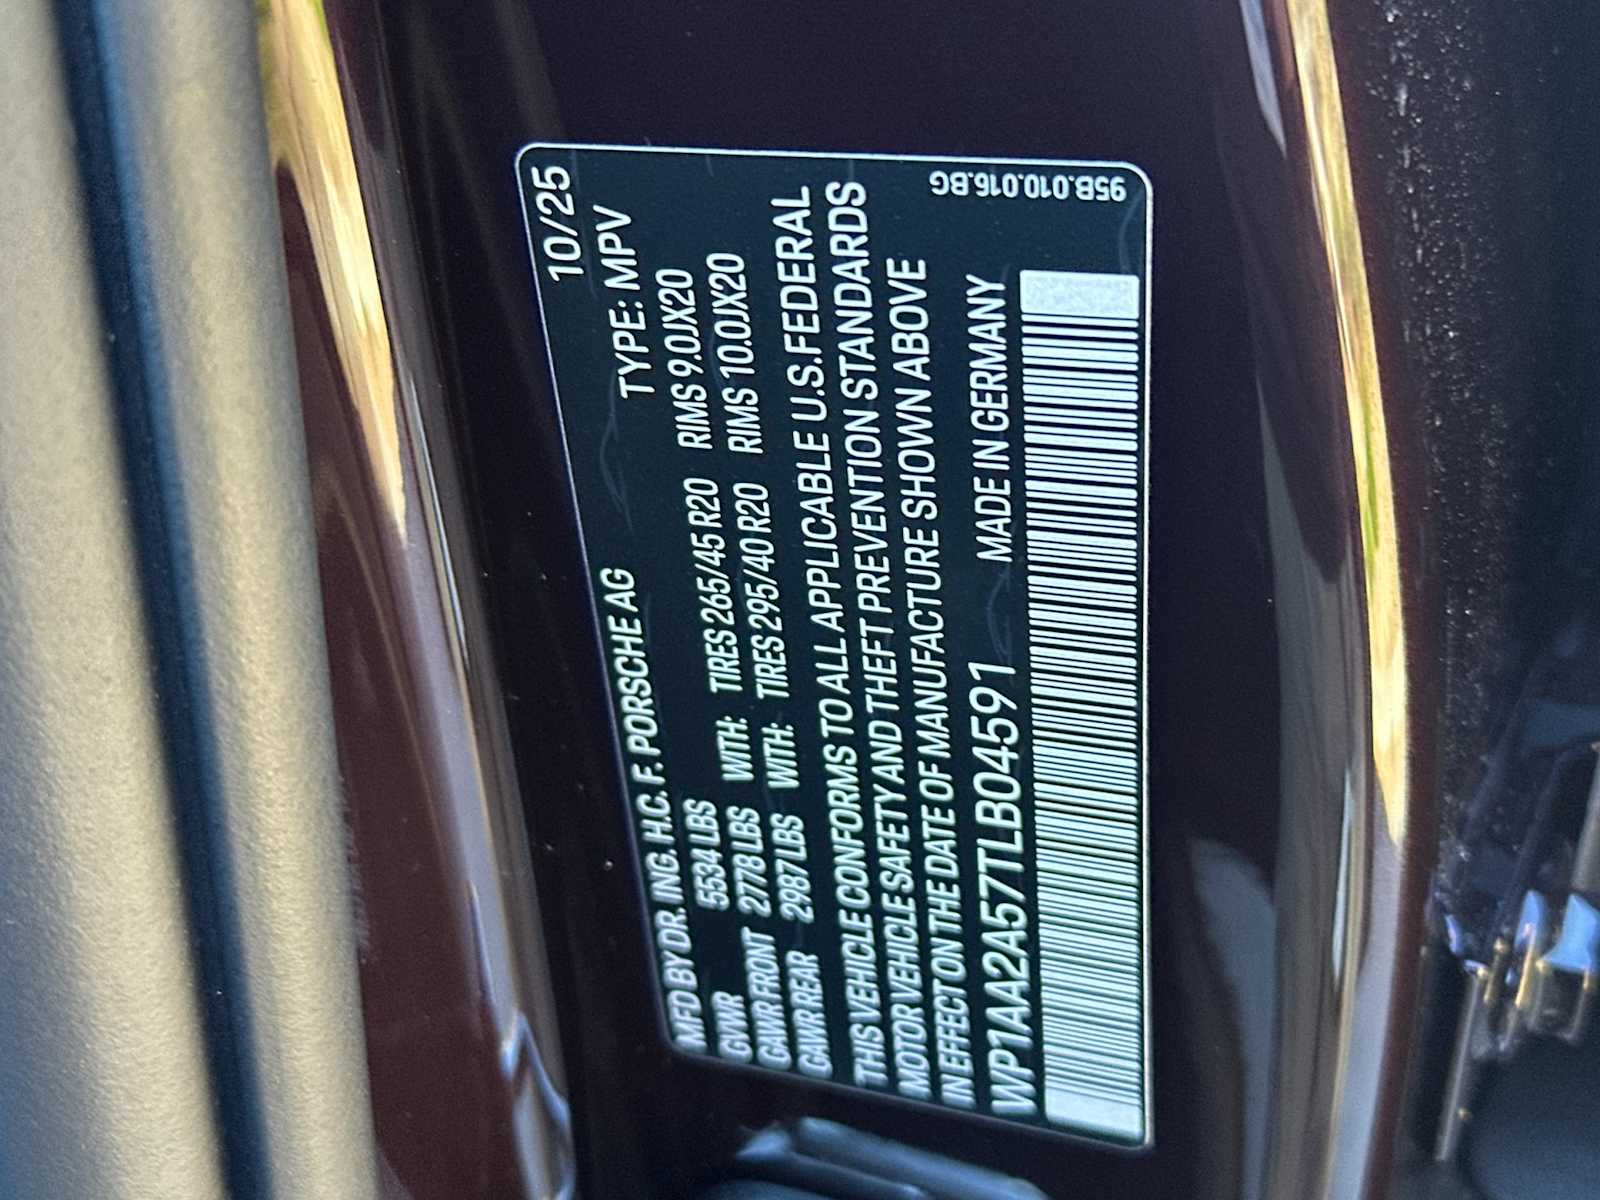 10/25
MFD BY DR. ING. H.C. F. PORSCHE AG TYPE: MPV
GVWR 5534 LBS
GAWR FRONT 2778 LBS WITH: TIRES 265/45 R20 RIMS 9.0JX20
GAWR REAR 2987 LBS WITH: TIRES 295/40 R20 RIMS 10.0JX20
THIS VEHICLE CONFORMS TO ALL APPLICABLE U.S.FEDERAL
MOTOR VEHICLE SAFETY AND THEFT PREVENTION STANDARDS
IN EFFECT ON THE DATE OF MANUFACTURE SHOWN ABOVE
WP1AA2A57TLB04591 MADE IN GERMANY
95B.010.016.BG